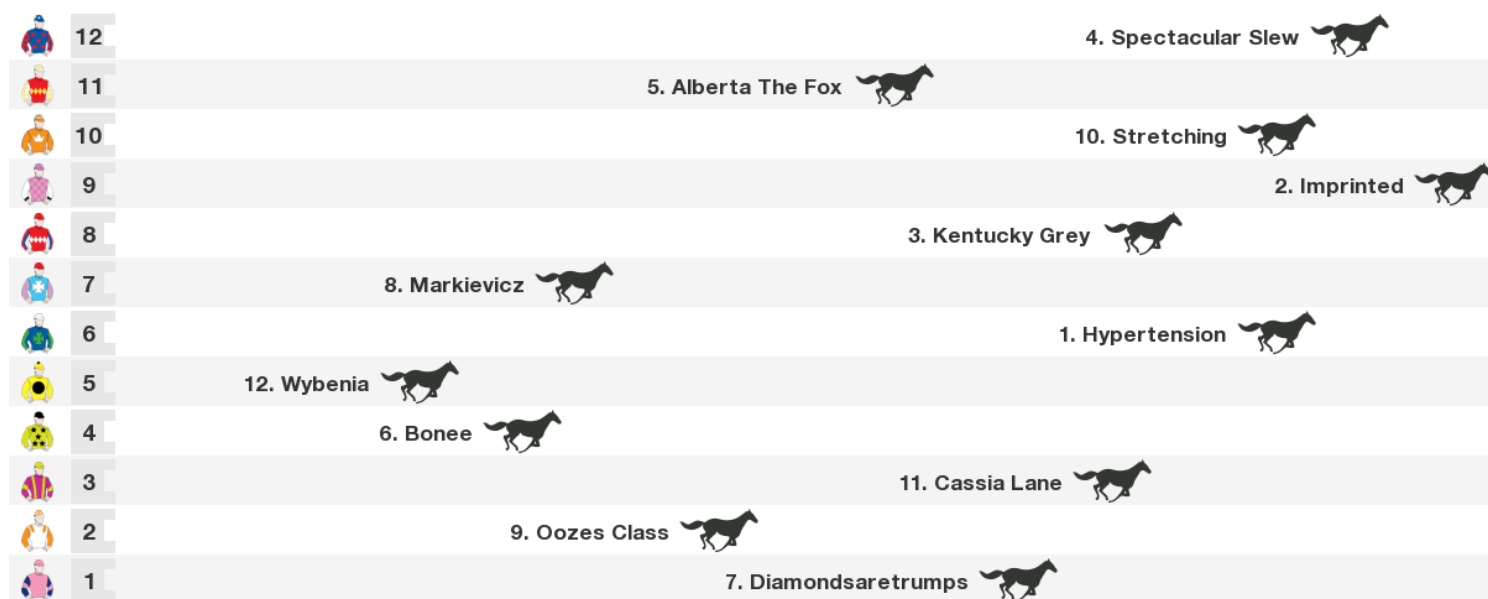 12 4. Spectacular Slew
11 5. Alberta The Fox
10 10. Stretching
9 2. Imprinted
8 3. Kentucky Grey
7 8. Markievicz
6 1. Hypertension
5 12. Wybenia
4 6. Bonee
3 11. Cassia Lane
2 9. Oozes Class
1 7. Diamondsaretrumps